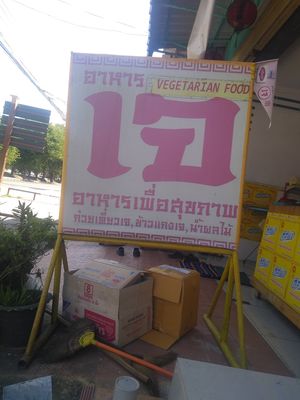 อาหาร
VEGETARIAN FOOD
เจ
อาหารเพื่อสุขภาพ
ก๋วยเตี๋ยวเจ,ข้าวแกงเจ,น้ำผลไม้